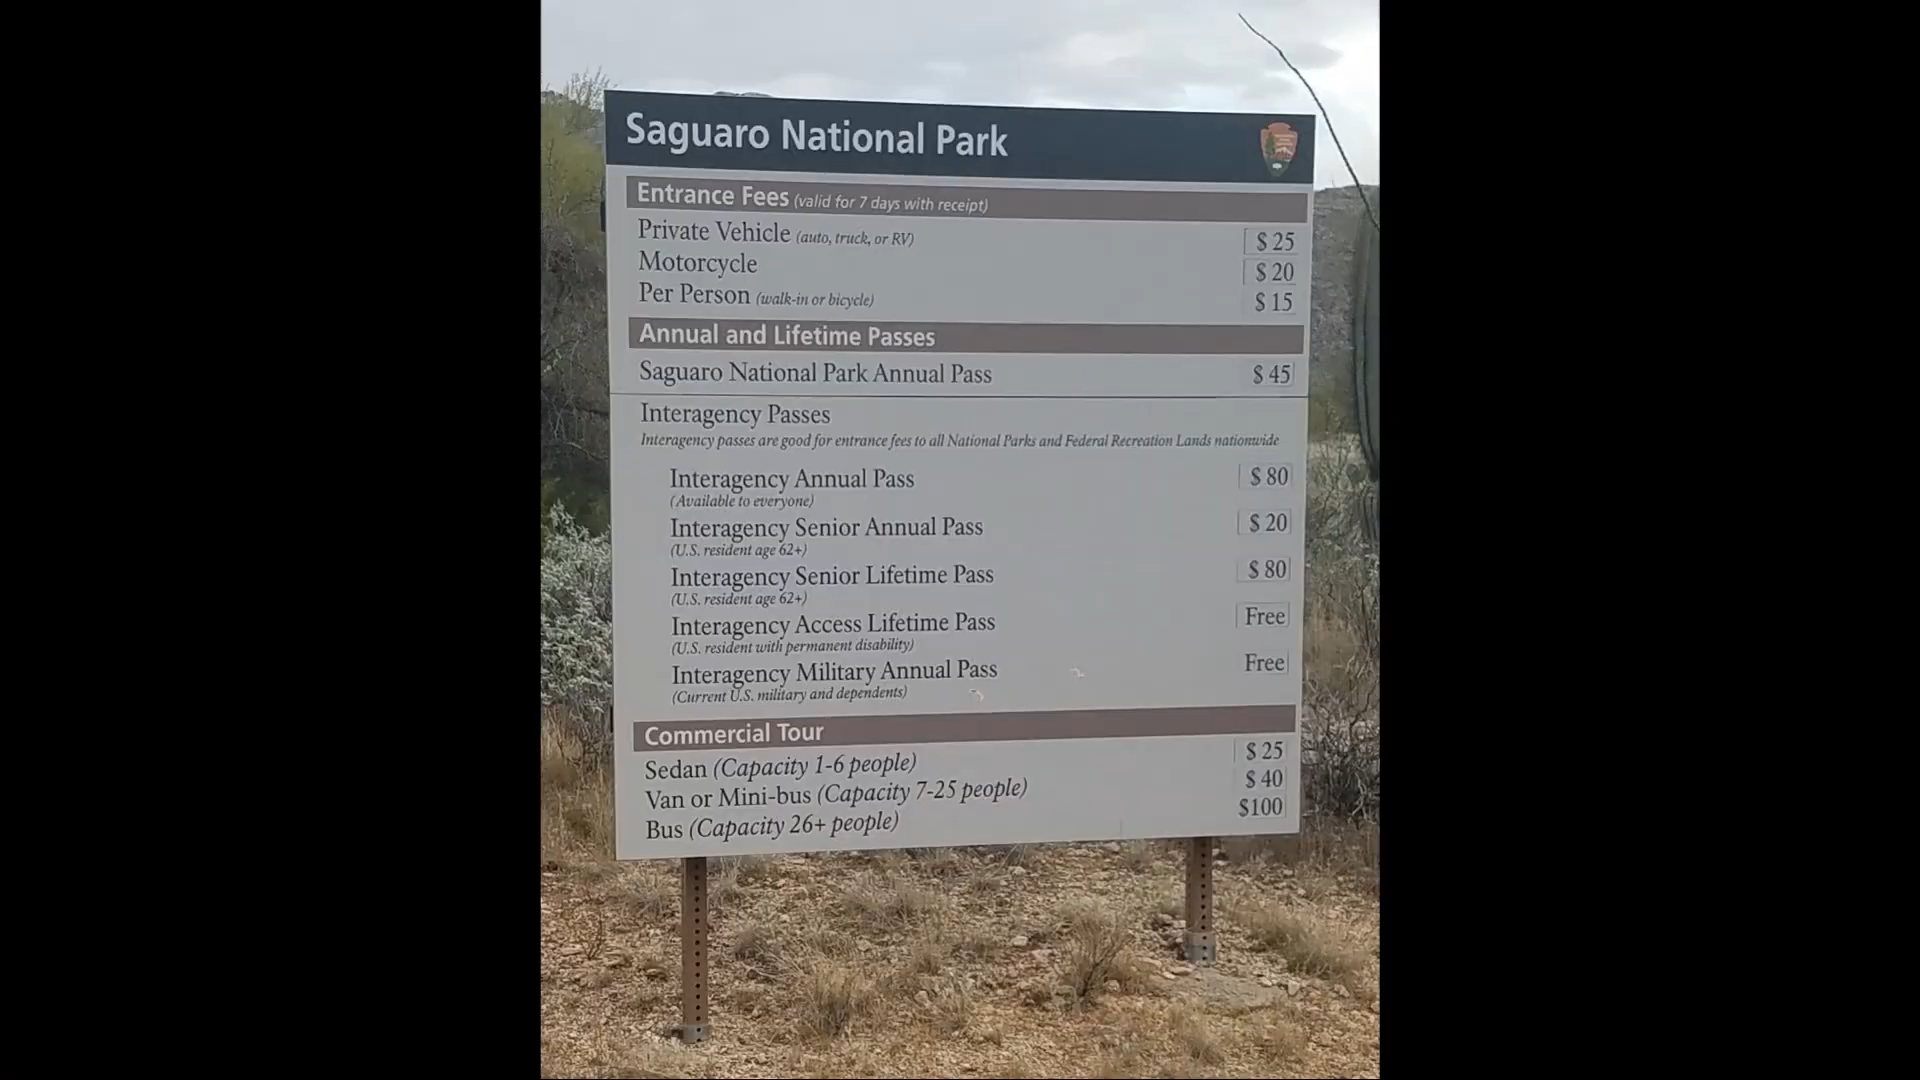 Saguaro National Park
Entrance Fees (valid for 7 days with receipt)
Private Vehicle (auto, truck, or RV) $ 25
Motorcycle $ 20
Per Person (walk-in or bicycle) $ 15
Annual and Lifetime Passes
Saguaro National Park Annual Pass $ 45
Interagency Passes
Interagency passes are good for entrance fees to all National Parks and Federal Recreation Lands nationwide
Interagency Annual Pass $ 80
(Available to everyone)
Interagency Senior Annual Pass $ 20
(U.S. resident age 62+)
Interagency Senior Lifetime Pass $ 80
(U.S. resident age 62+)
Interagency Access Lifetime Pass Free
(U.S. resident with permanent disability)
Interagency Military Annual Pass Free
(Current U.S. military and dependents)
Commercial Tour
Sedan (Capacity 1-6 people) $ 25
Van or Mini-bus (Capacity 7-25 people) $ 40
Bus (Capacity 26+ people) $100